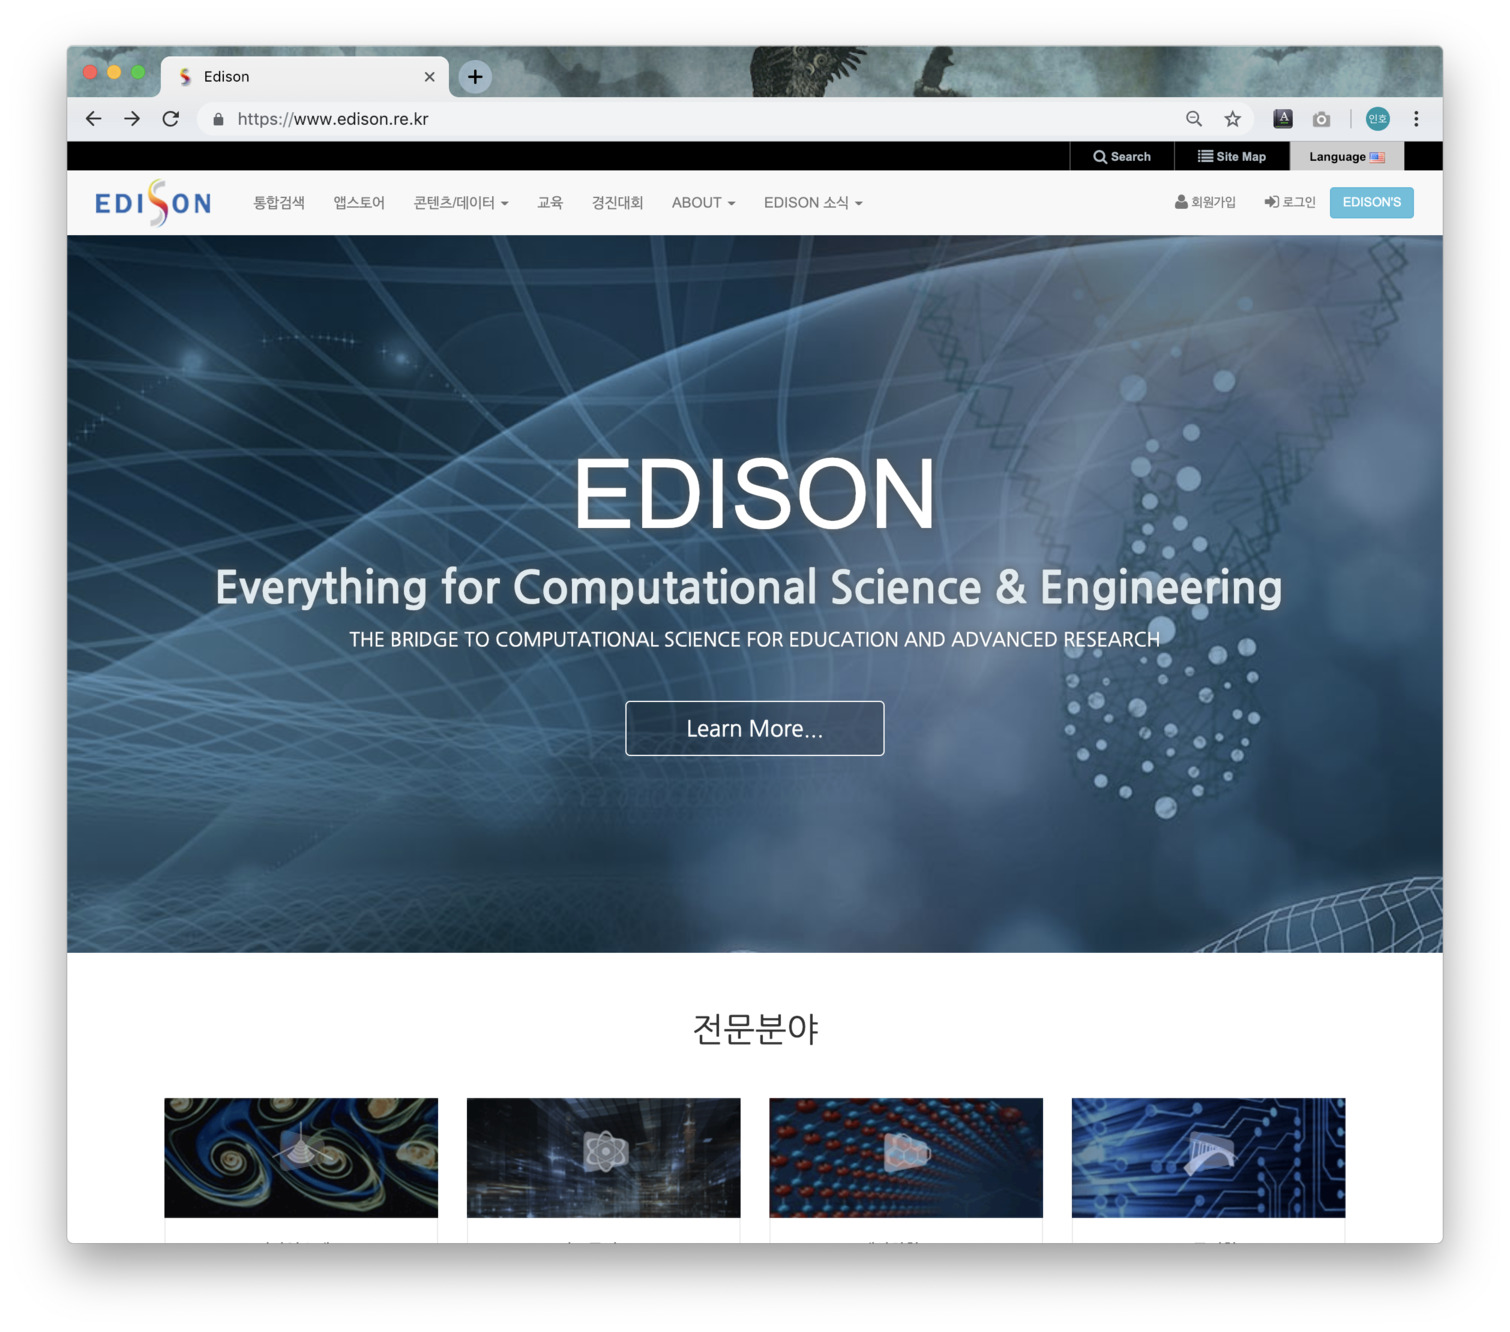 Edison
https://www.edison.re.kr
인호
Search
Site Map
Language
EDISON
통합검색
앱스토어
콘텐츠/데이터
교육
경진대회
ABOUT
EDISON 소식
회원가입
로그인
EDISON'S
EDISON
Everything for Computational Science & Engineering
THE BRIDGE TO COMPUTATIONAL SCIENCE FOR EDUCATION AND ADVANCED RESEARCH
Learn More...
전문분야